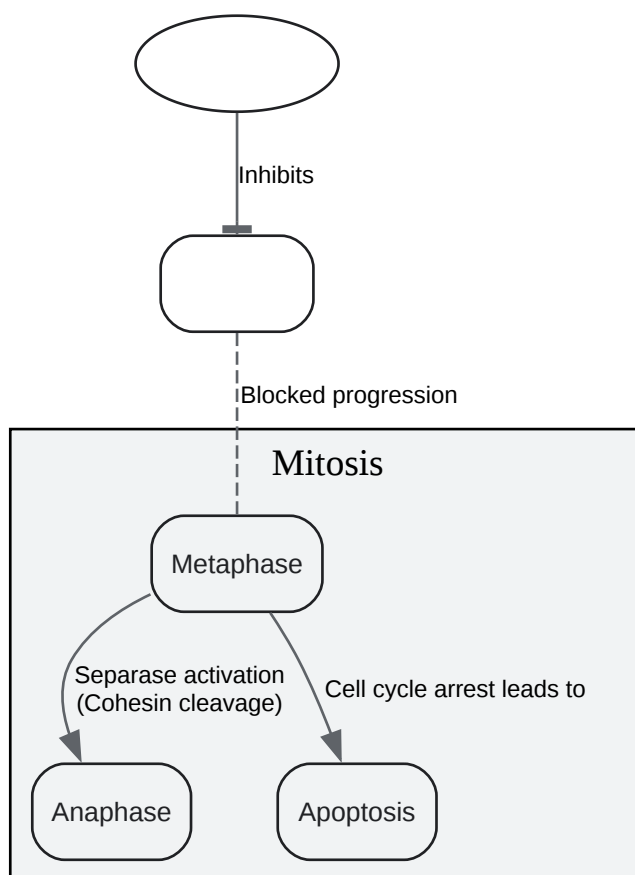 Inhibits
Blocked progression
Mitosis
Metaphase
Separase activation
(Cohesin cleavage)
Cell cycle arrest leads to
Anaphase
Apoptosis